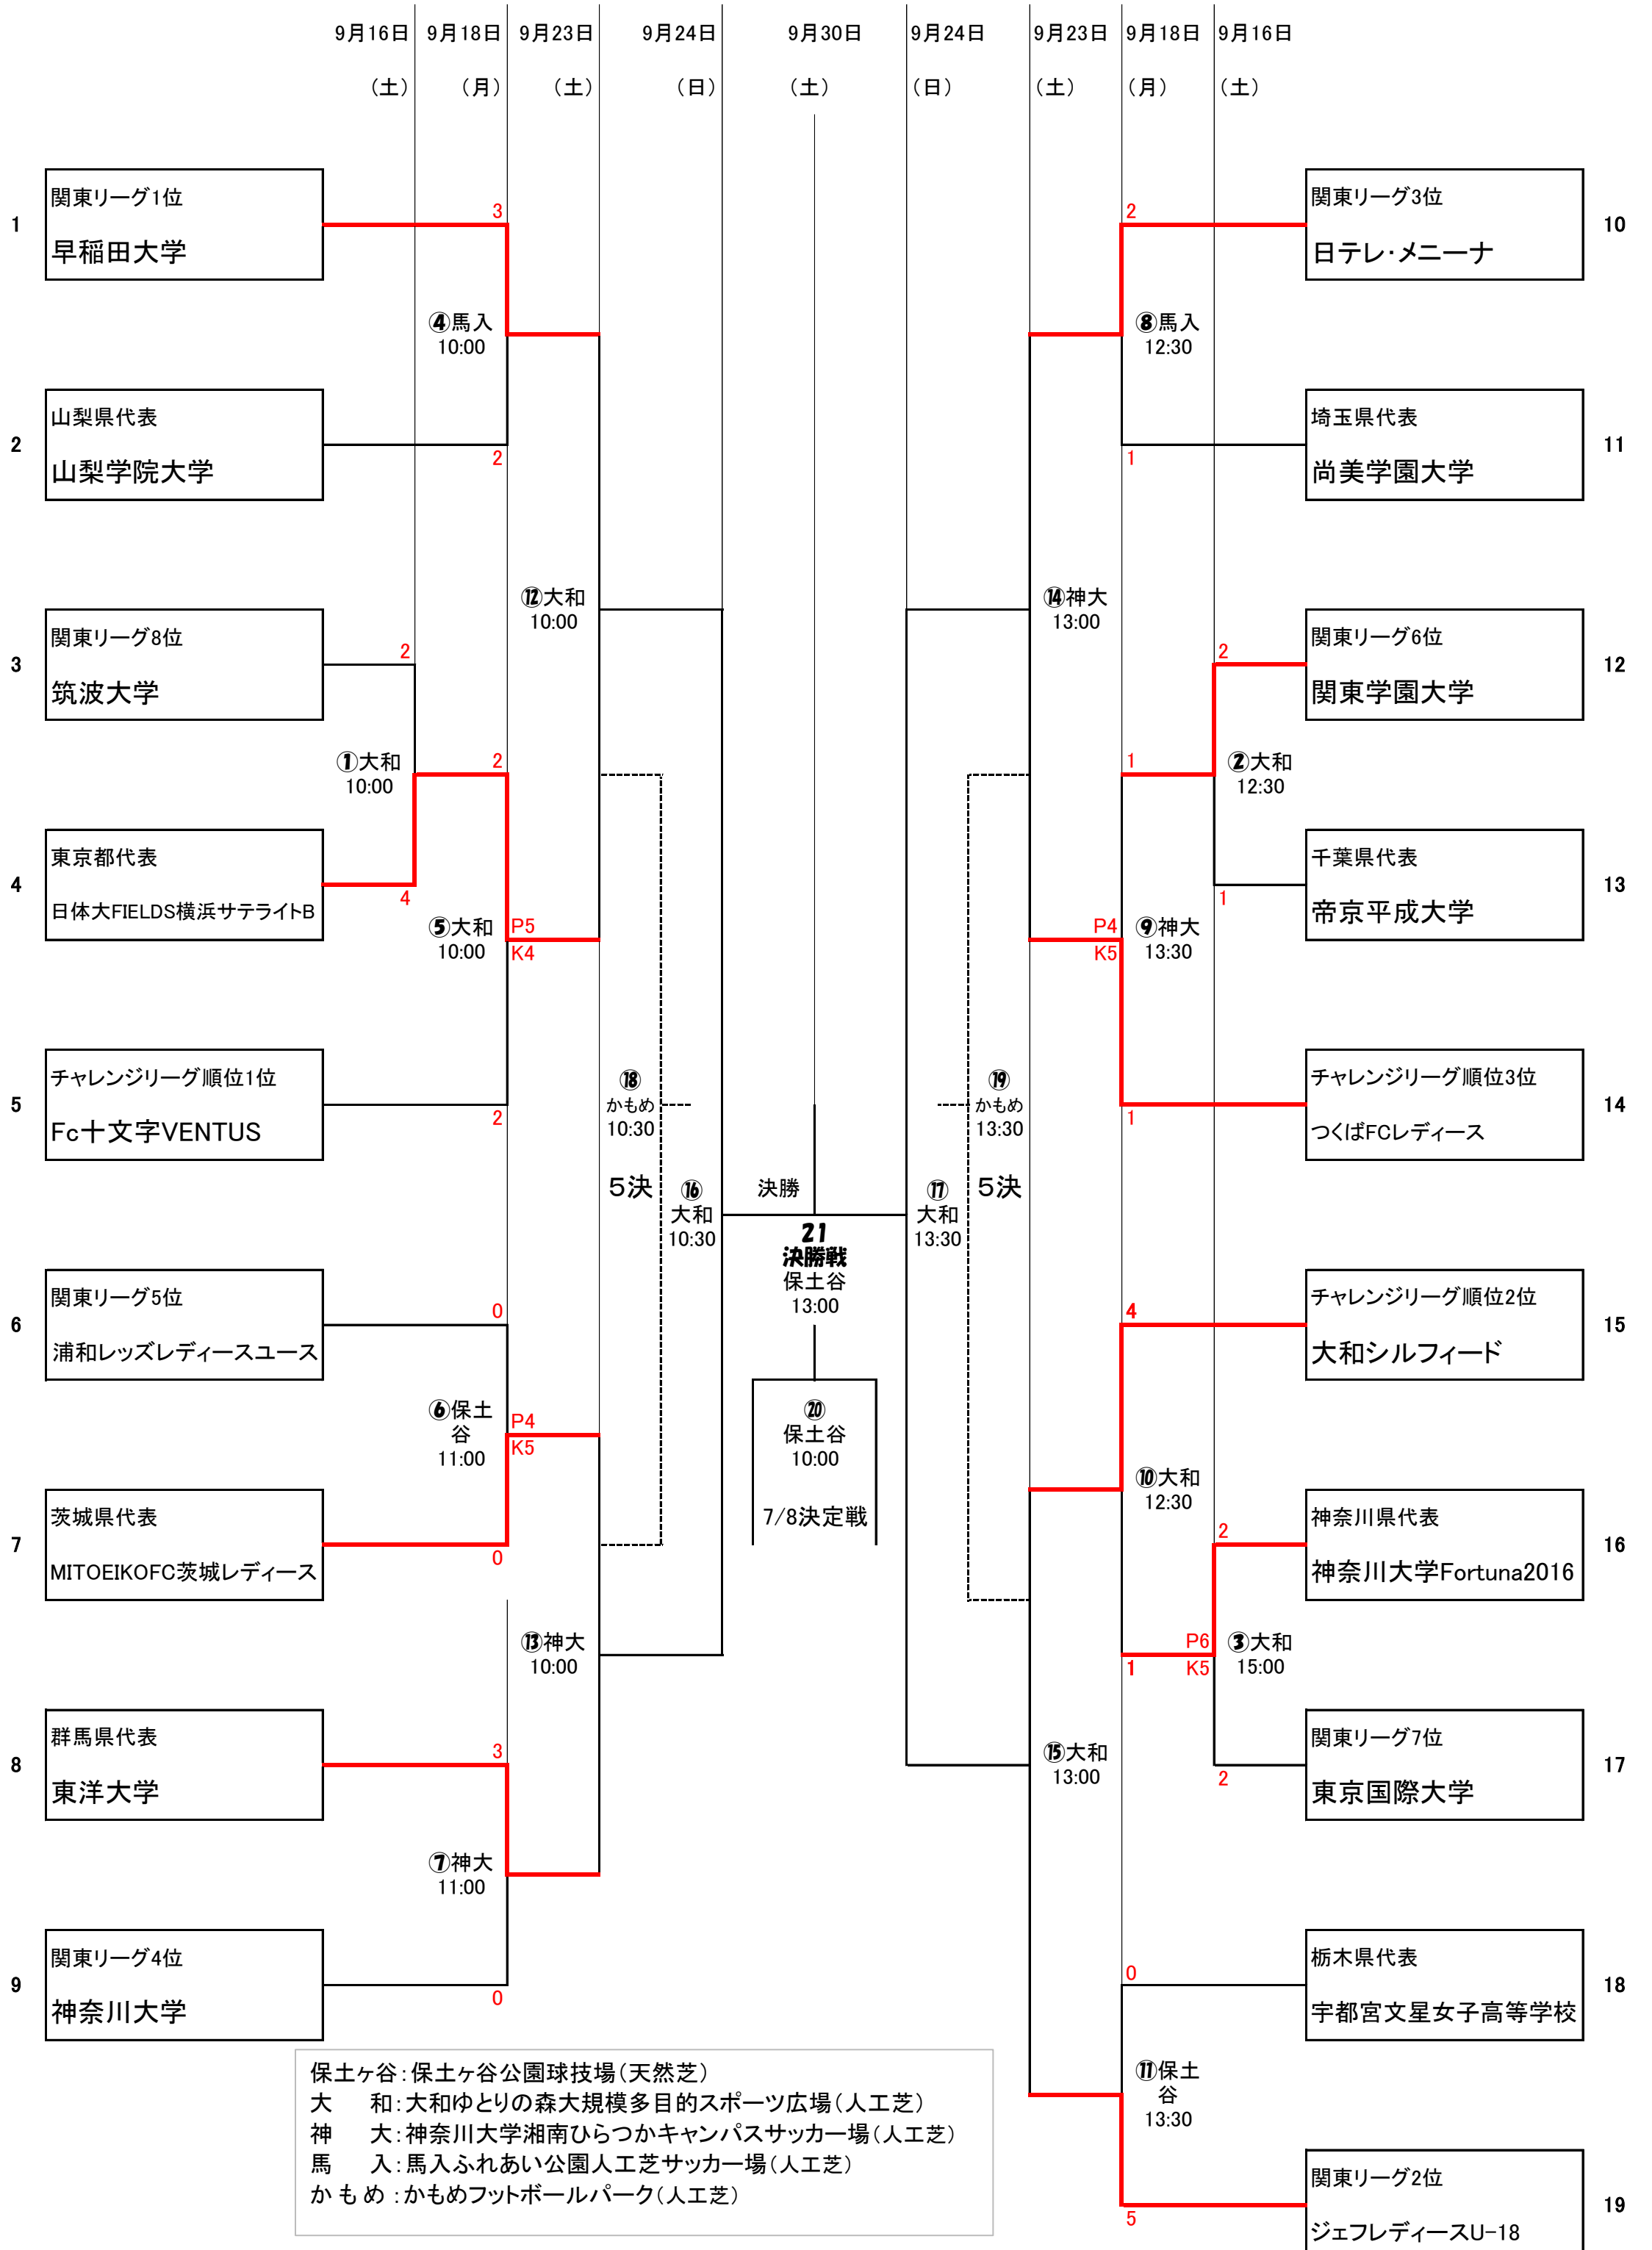 9月16日 9月18日 9月23日 9月24日 9月30日 9月24日 9月23日 9月18日 9月16日
（土） （月） （土） （日） （土） （日） （土） （月） （土）
1
関東リーグ1位
早稲田大学
3
④馬入
10:00
2
山梨県代表
山梨学院大学
2
⑫大和
10:00
3
関東リーグ8位
筑波大学
2
①大和
10:00
2
4
東京都代表
日体大FIELDS横浜サテライトB
4
⑤大和
10:00
P5
K4
5
チャレンジリーグ順位1位
Fc十文字VENTUS
2
⑱
かもめ
10:30
5決
⑯
大和
10:30
6
関東リーグ5位
浦和レッズレディースユース
0
⑥保土
谷
11:00
P4
K5
7
茨城県代表
MITOEIKOFC茨城レディース
0
⑬神大
10:00
8
群馬県代表
東洋大学
3
⑦神大
11:00
9
関東リーグ4位
神奈川大学
0
決勝
21
決勝戦
保土谷
13:00
⑳
保土谷
10:00
7/8決定戦
2
関東リーグ3位
日テレ・メニーナ
10
⑧馬入
12:30
1
埼玉県代表
尚美学園大学
11
⑭神大
13:00
2
関東リーグ6位
関東学園大学
12
1
②大和
12:30
1
千葉県代表
帝京平成大学
13
P4
K5
⑨神大
13:30
1
チャレンジリーグ順位3位
つくばFCレディース
14
⑲
かもめ
13:30
5決
⑰
大和
13:30
4
チャレンジリーグ順位2位
大和シルフィード
15
⑩大和
12:30
2
神奈川県代表
神奈川大学Fortuna2016
16
P6
K5
1
③大和
15:00
2
関東リーグ7位
東京国際大学
17
⑮大和
13:00
0
栃木県代表
宇都宮文星女子高等学校
18
⑪保土
谷
13:30
5
関東リーグ2位
ジェフレディースU-18
19
保土ヶ谷：保土ヶ谷公園球技場（天然芝）
大　和：大和ゆとりの森大規模多目的スポーツ広場（人工芝）
神　大：神奈川大学湘南ひらつかキャンパスサッカー場（人工芝）
馬　入：馬入ふれあい公園人工芝サッカー場（人工芝）
かもめ：かもめフットボールパーク（人工芝）